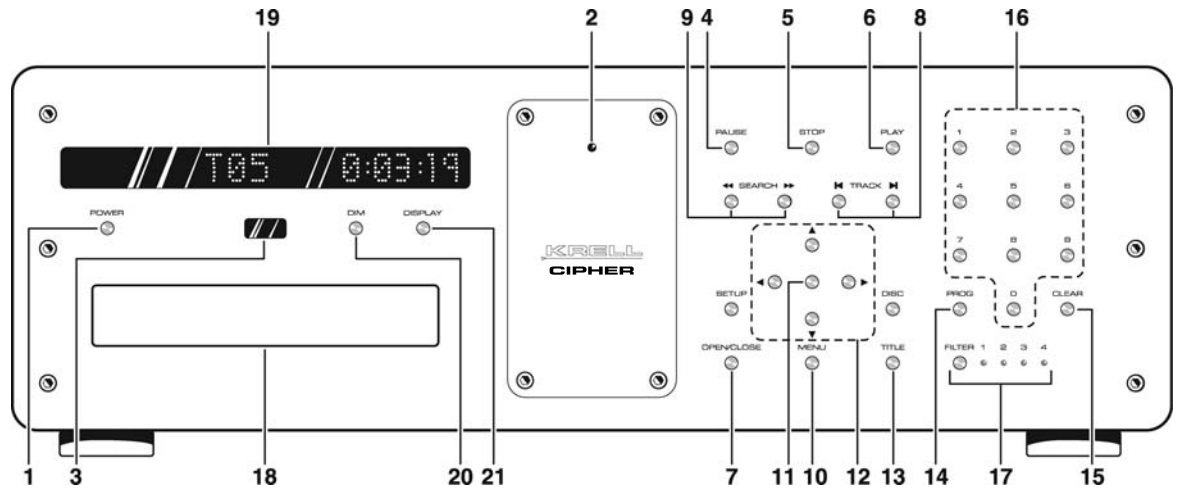 19 2 9 4 5 6 8 16
PAUSE STOP PLAY 1 2 3
T05 0:03:19
SEARCH TRACK 4 5 6
POWER DIM DISPLAY
7 8 9
KRELL
CIPHER
SETUP DISC PROG 0 CLEAR
OPEN/CLOSE MENU TITLE FILTER 1 2 3 4
1 3 18 20 21 7 11 10 12 13 14 17 15